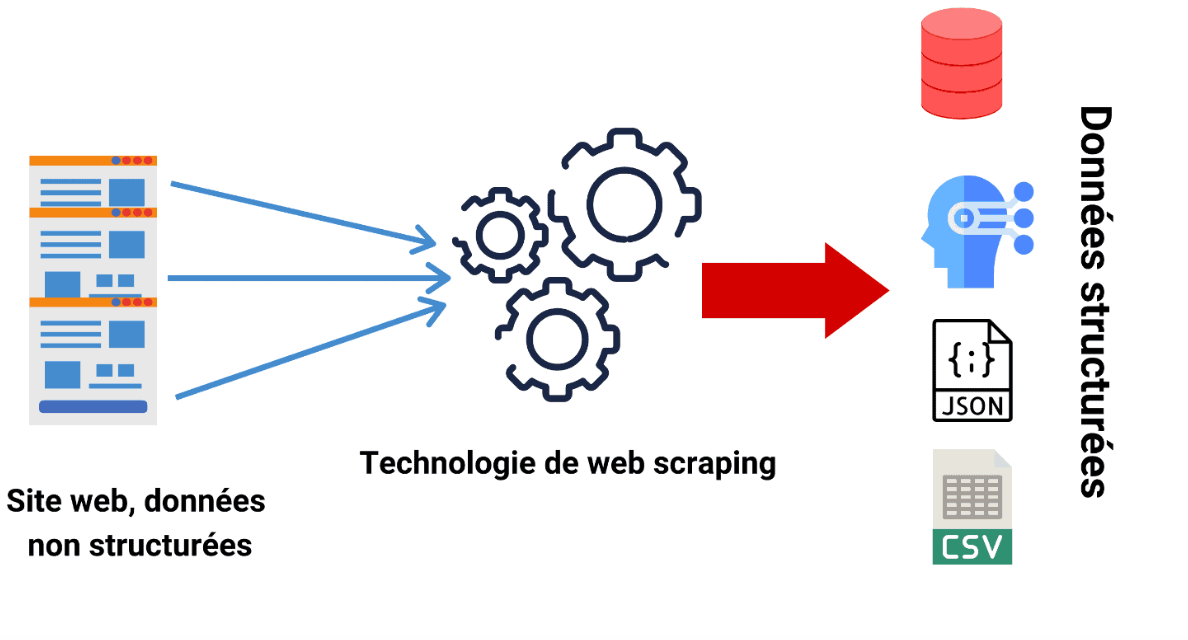 Site web, données
non structurées
Technologie de web scraping
{;}
JSON
CSV
Données structurées